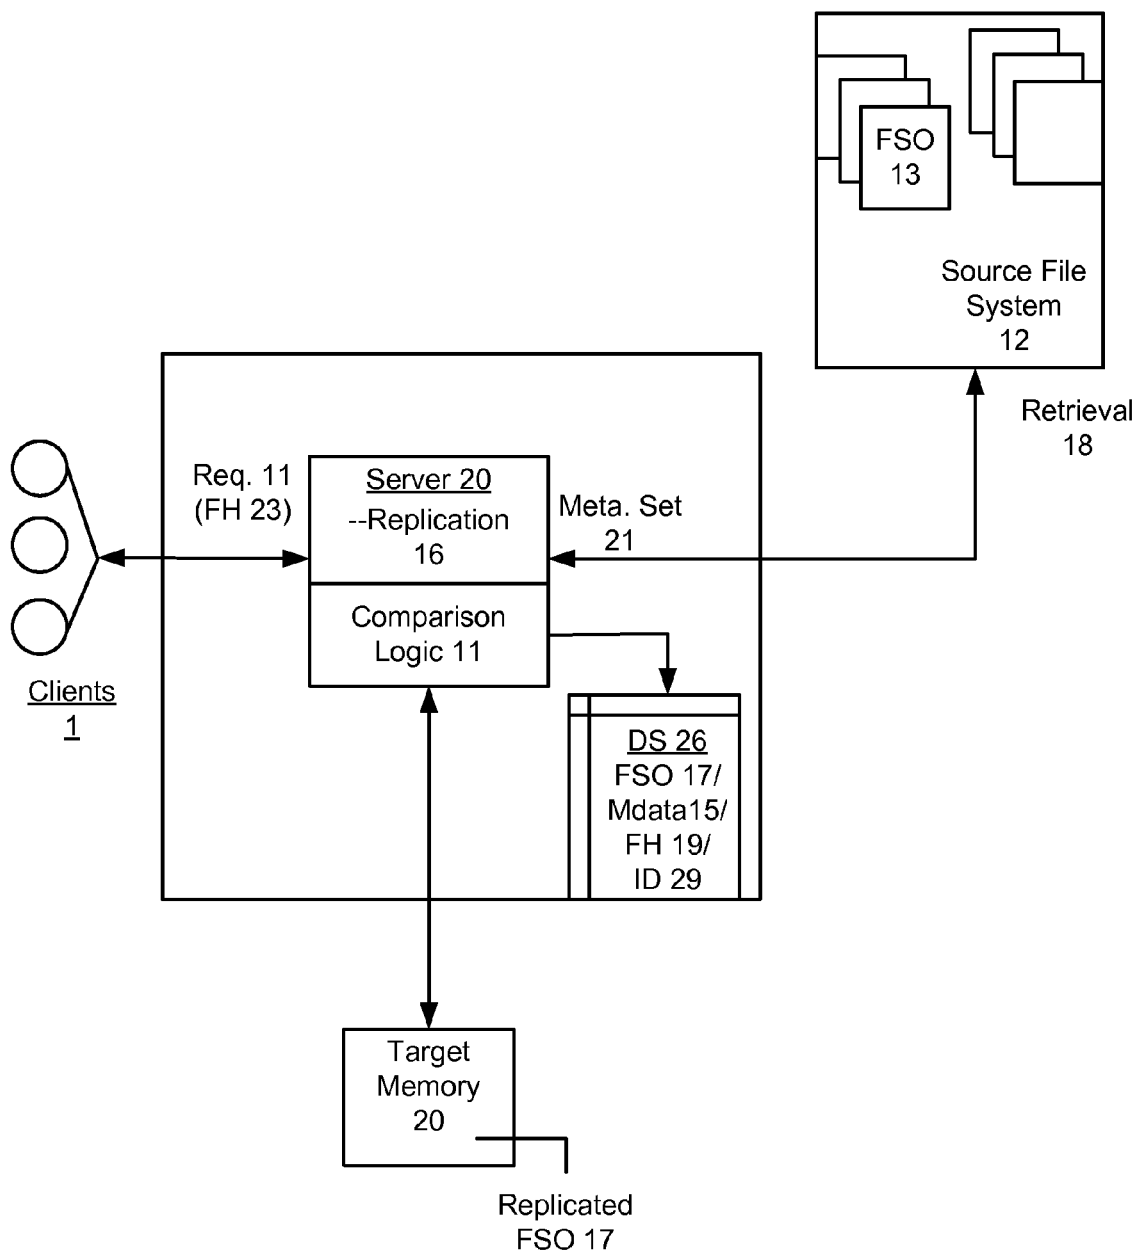 FSO
13
Source File
System
12
Retrieval
18
Req. 11
(FH 23)
Server 20
--Replication
16
Meta. Set
21
Comparison
Logic 11
Clients
1
DS 26
FSO 17/
Mdata15/
FH 19/
ID 29
Target
Memory
20
Replicated
FSO 17